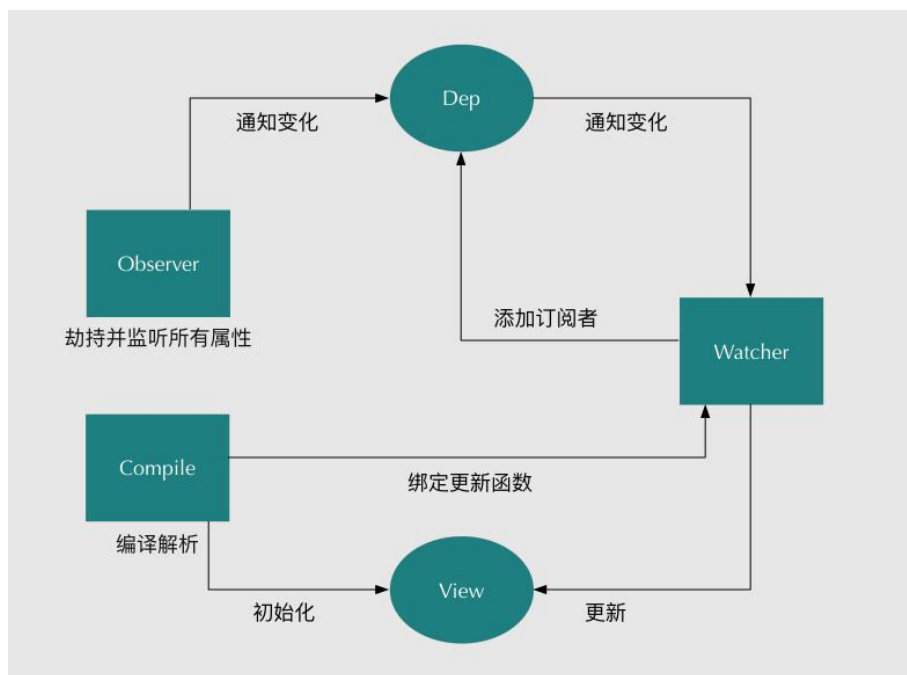 Dep
通知变化
通知变化
Observer
劫持并监听所有属性
添加订阅者
Watcher
Compile
绑定更新函数
编译解析
View
初始化
更新